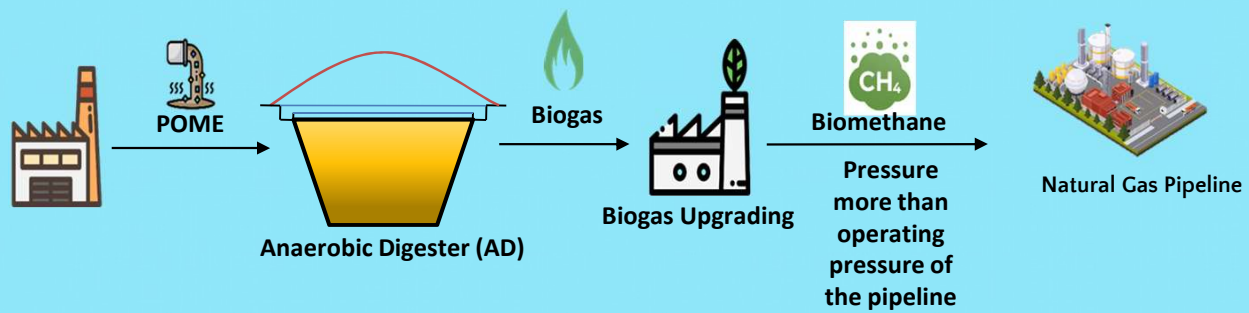 POME
Anaerobic Digester (AD)
Biogas
Biogas Upgrading
CH4
Biomethane
Pressure
more than
operating
pressure of
the pipeline
Natural Gas Pipeline